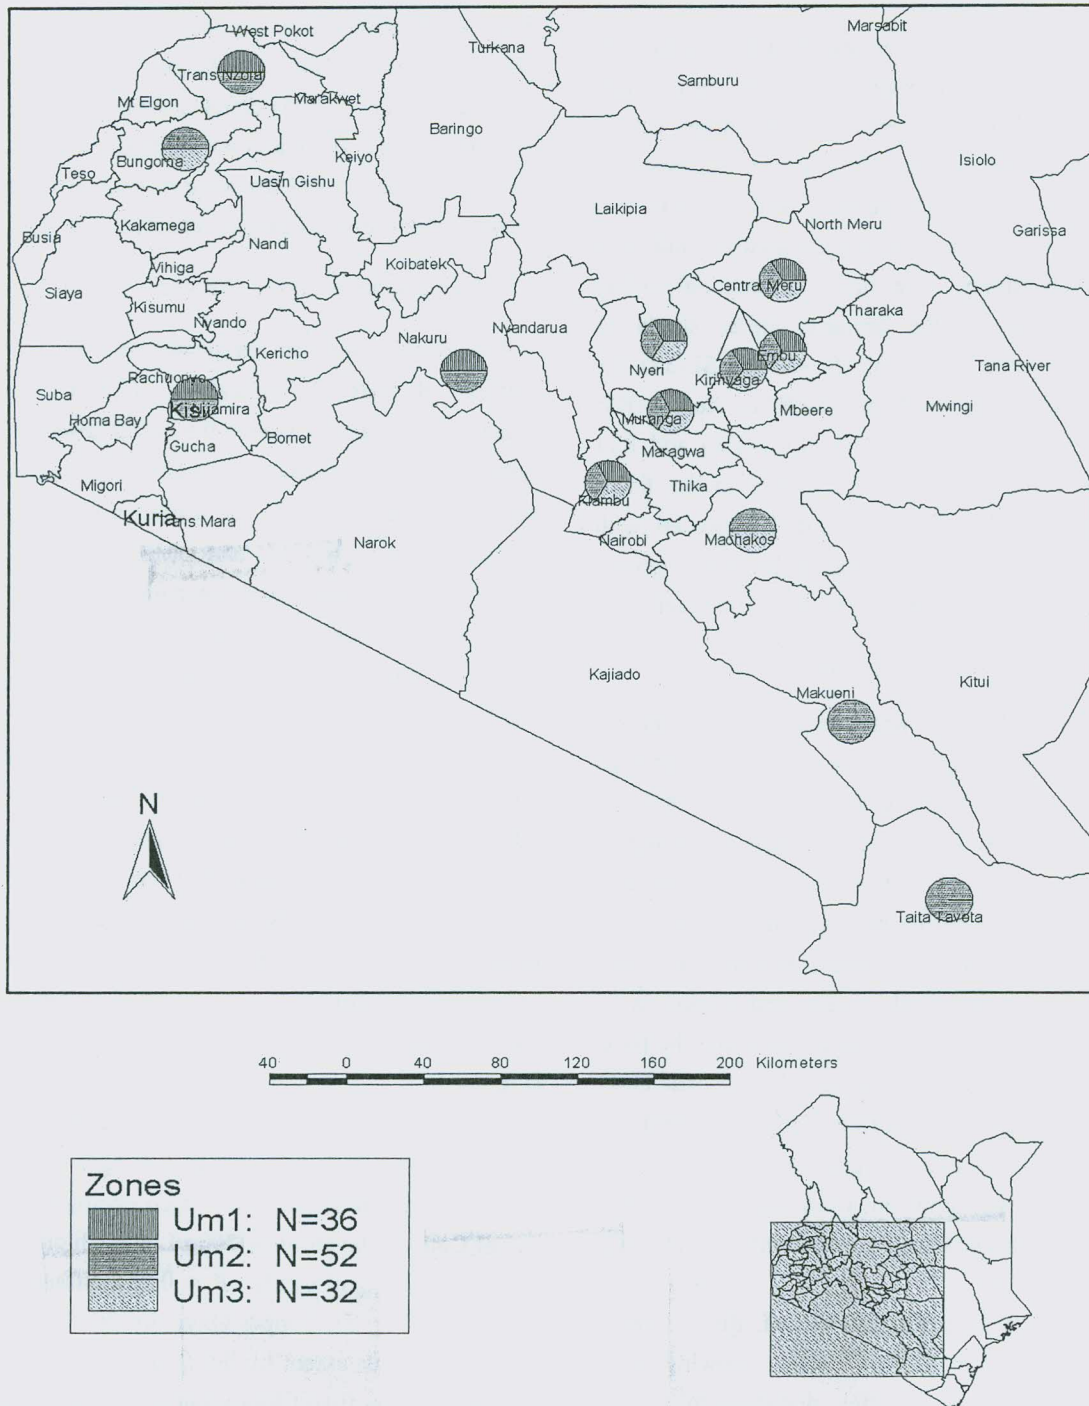 West Pokot
Turkana
Marsabit
Trans Nzoia
Samburu
Mt Elgon
Marakwet
Baringo
Bungoma
Keiyo
Isiolo
Teso
Uasin Gishu
Laikipia
Kakamega
North Meru
Garissa
Busia
Nandi
Vihiga
Koibatek
Siaya
Central Meru
Kisumu
Tharaka
Nyando
Nakuru
Nyandarua
Kericho
Embu
Tana River
Nyeri
Rachuonyo
Kirinyaga
Suba
Kisii
Nyamira
Mbeere
Mwingi
Homa Bay
Muranga
Gucha
Bomet
Maragwa
Migori
Thika
Kiambu
Kuria
Trans Mara
Narok
Nairobi
Machakos
Kajiado
Makueni
Kitui
Taita Taveta
N
40 0 40 80 120 160 200 Kilometers
Zones
Um1: N=36
Um2: N=52
Um3: N=32